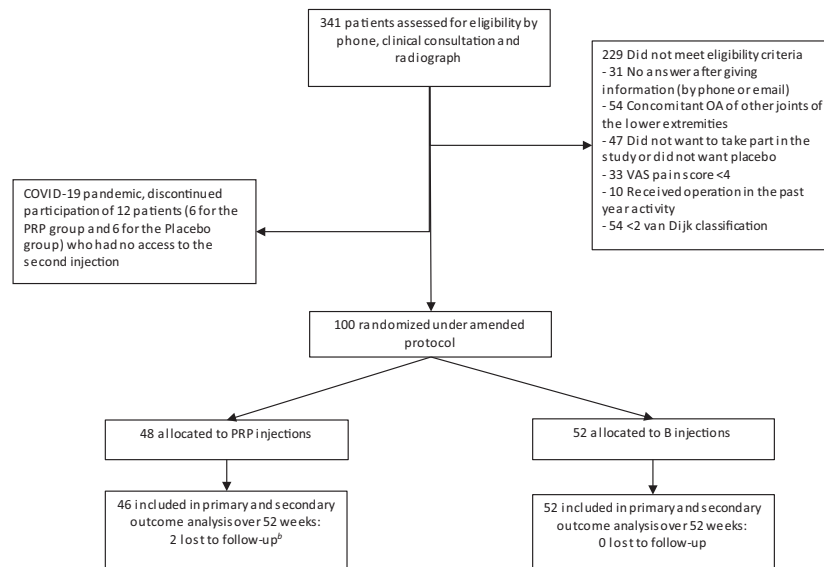 341 patients assessed for eligibility by
phone, clinical consultation and
radiograph
229 Did not meet eligibility criteria
- 31 No answer after giving
information (by phone or email)
- 54 Concomitant OA of other joints of
the lower extremities
- 47 Did not want to take part in the
study or did not want placebo
- 33 VAS pain score <4
- 10 Received operation in the past
year activity
- 54 <2 van Dijk classification
COVID-19 pandemic, discontinued
participation of 12 patients (6 for the
PRP group and 6 for the Placebo
group) who had no access to the
second injection
100 randomized under amended
protocol
48 allocated to PRP injections
52 allocated to B injections
46 included in primary and secondary
outcome analysis over 52 weeks:
2 lost to follow-up b
52 included in primary and secondary
outcome analysis over 52 weeks:
0 lost to follow-up